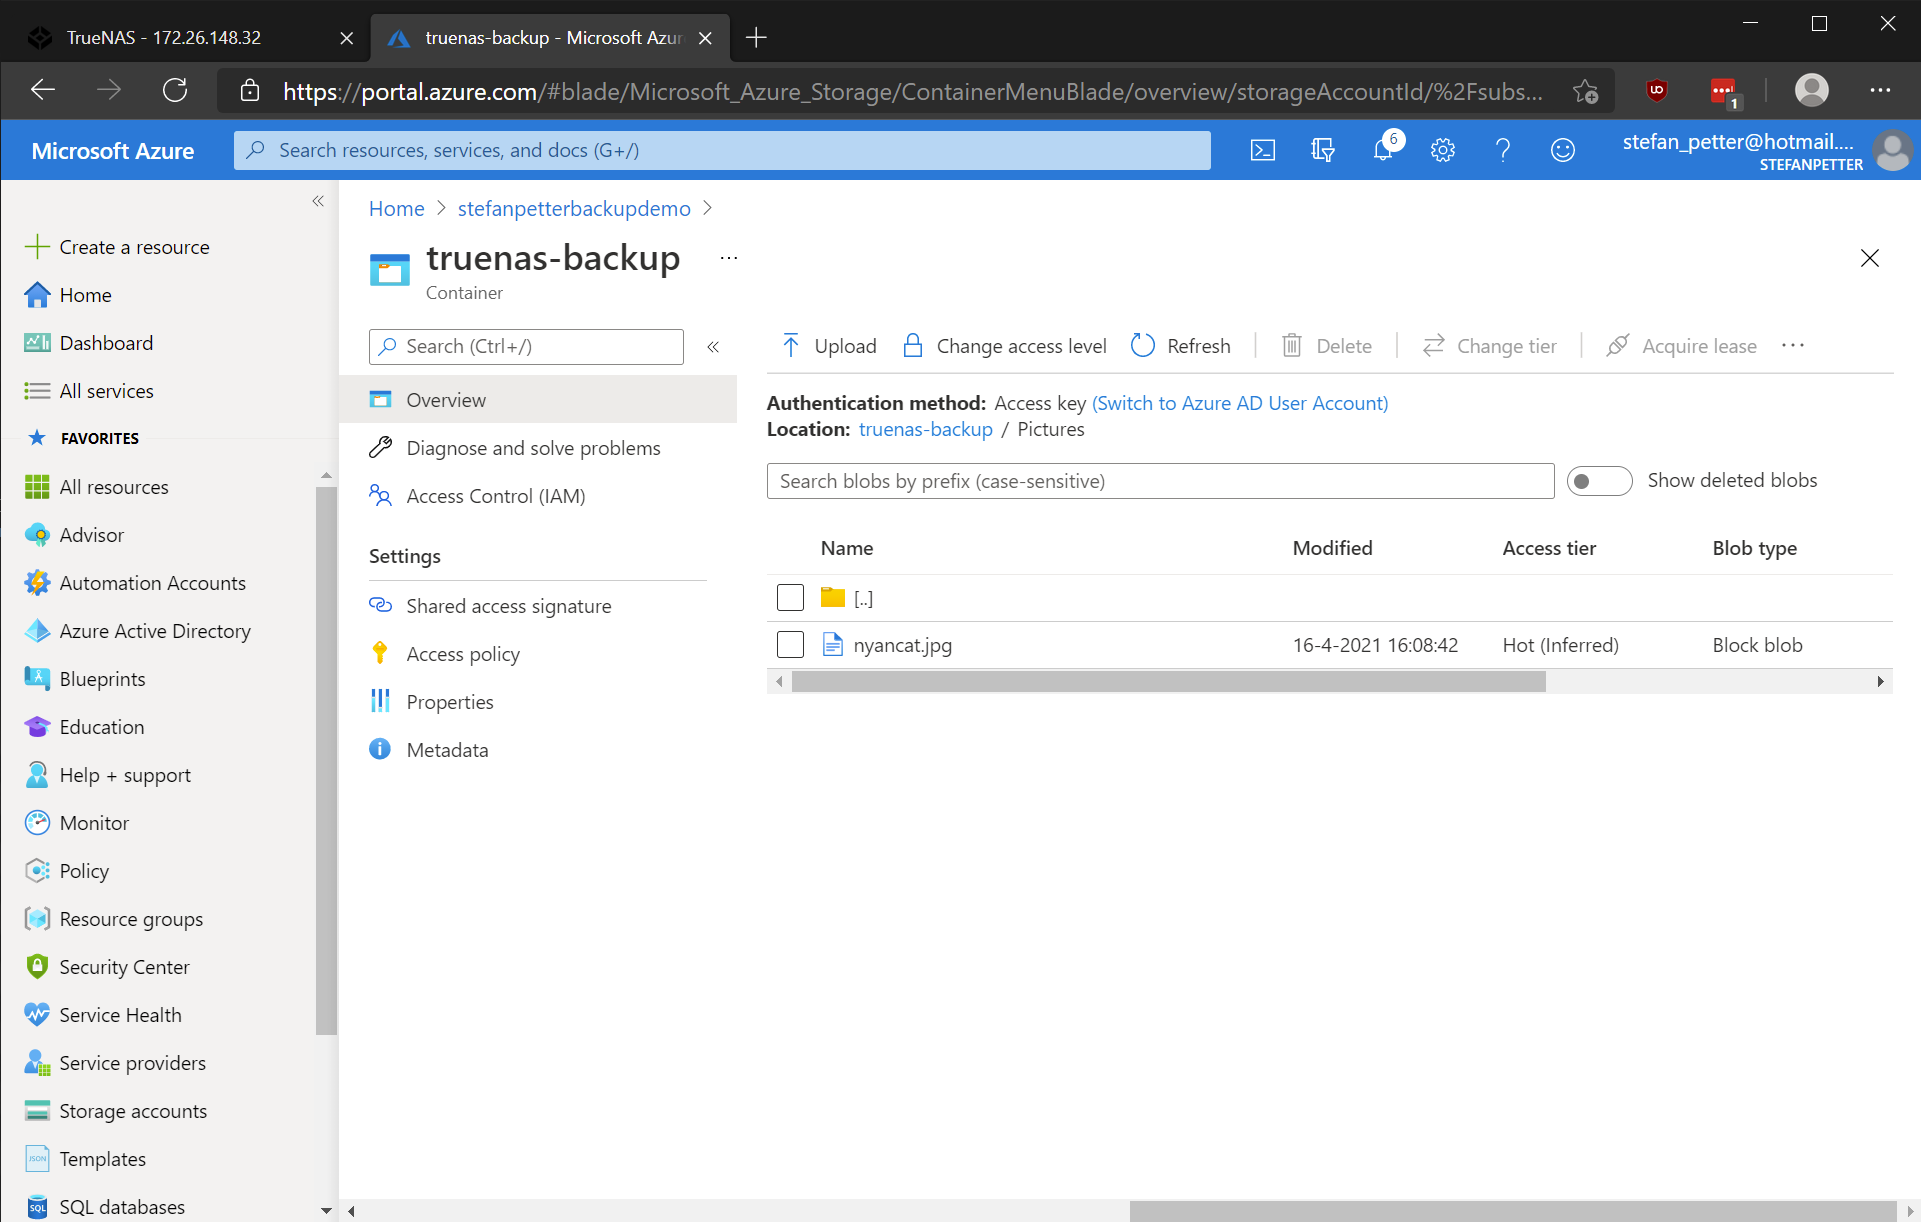 TrueNAS - 172.26.148.32
truenas-backup - Microsoft Azur
https://portal.azure.com/#blade/Microsoft_Azure_Storage/ContainerMenuBlade/overview/storageAccountId/%2Fsubs...
1
Microsoft Azure
Search resources, services, and docs (G+/)
6
stefan_petter@hotmail....
STEFANPETTER
Create a resource
Home
Dashboard
All services
FAVORITES
All resources
Advisor
Automation Accounts
Azure Active Directory
Blueprints
Education
Help + support
Monitor
Policy
Resource groups
Security Center
Service Health
Service providers
Storage accounts
JSON
Templates
SQL
SQL databases
Home > stefanpetterbackupdemo >
truenas-backup ...
Container
Search (Ctrl+/)
Overview
Diagnose and solve problems
Access Control (IAM)
Settings
Shared access signature
Access policy
Properties
Metadata
Upload Change access level Refresh Delete Change tier Acquire lease ...
Authentication method: Access key (Switch to Azure AD User Account)
Location: truenas-backup / Pictures
Search blobs by prefix (case-sensitive)
Show deleted blobs
Name Modified Access tier Blob type
[..]
nyancat.jpg 16-4-2021 16:08:42 Hot (Inferred) Block blob